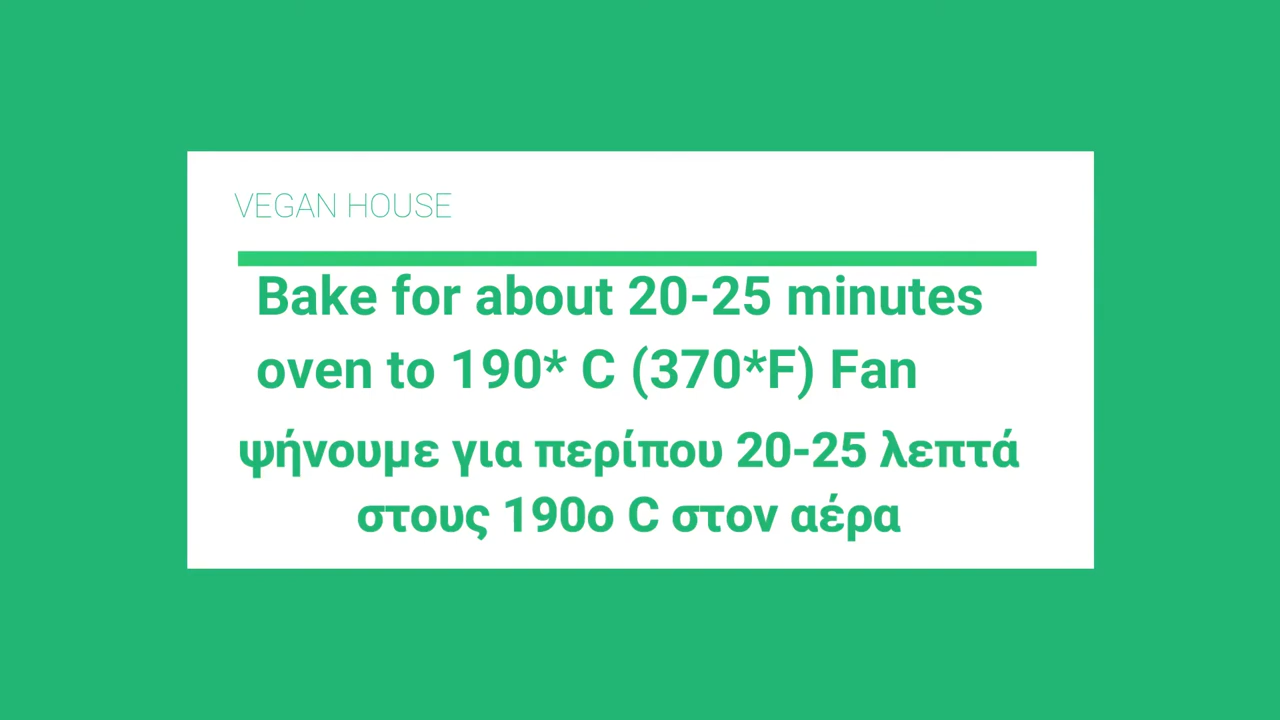 VEGAN HOUSE
Bake for about 20-25 minutes
oven to 190* C (370*F) Fan
ψήνουμε για περίπου 20-25 λεπτά
στους 190ο C στον αέρα